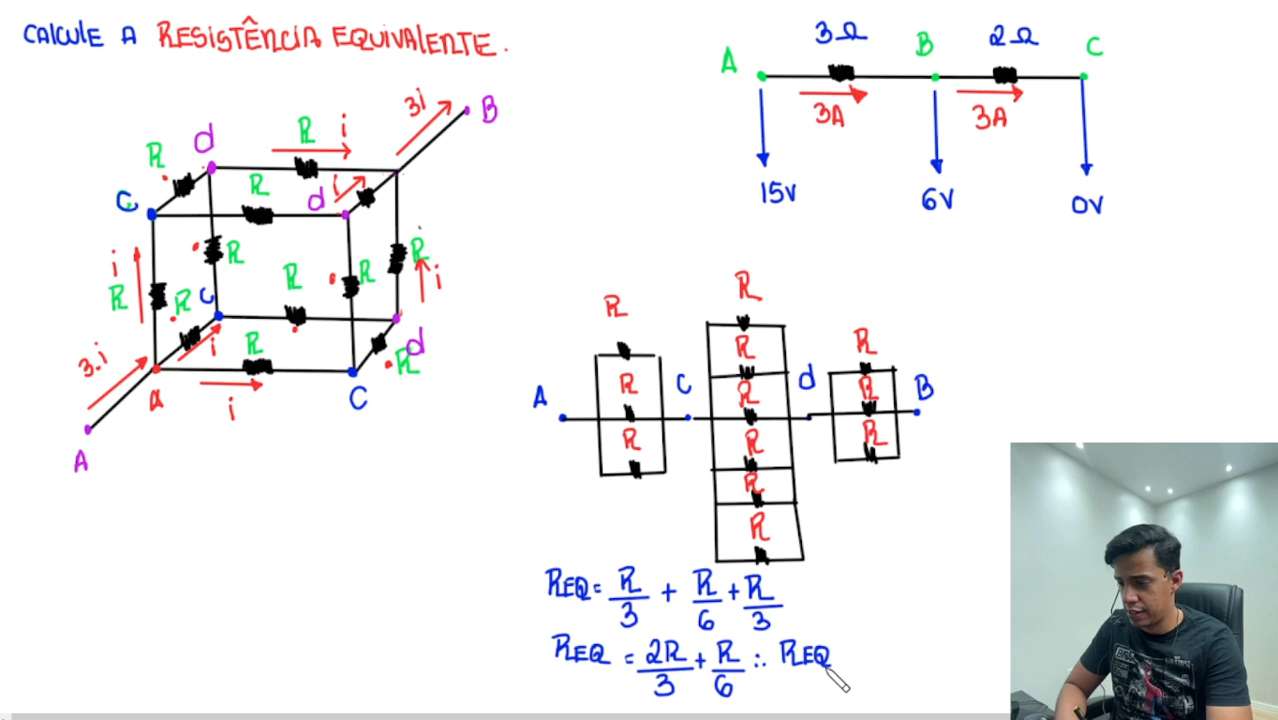 CALCULE A RESISTÊNCIA EQUIVALENTE.
3Ω
B
2Ω
C
A
3A
3A
15V
6V
0V
3i
B
d
R
i
R
R
d
i
C
R
R
R
R
i
i
R
R
C
i
R
d
R
3.i
a
i
C
A
R
R
R
R
R
R
A
C
R
d
R
B
R
R
R
R
R
REQ = R/3 + R/6 + R/3
REQ = 2R/3 + R/6 ∴ REQ